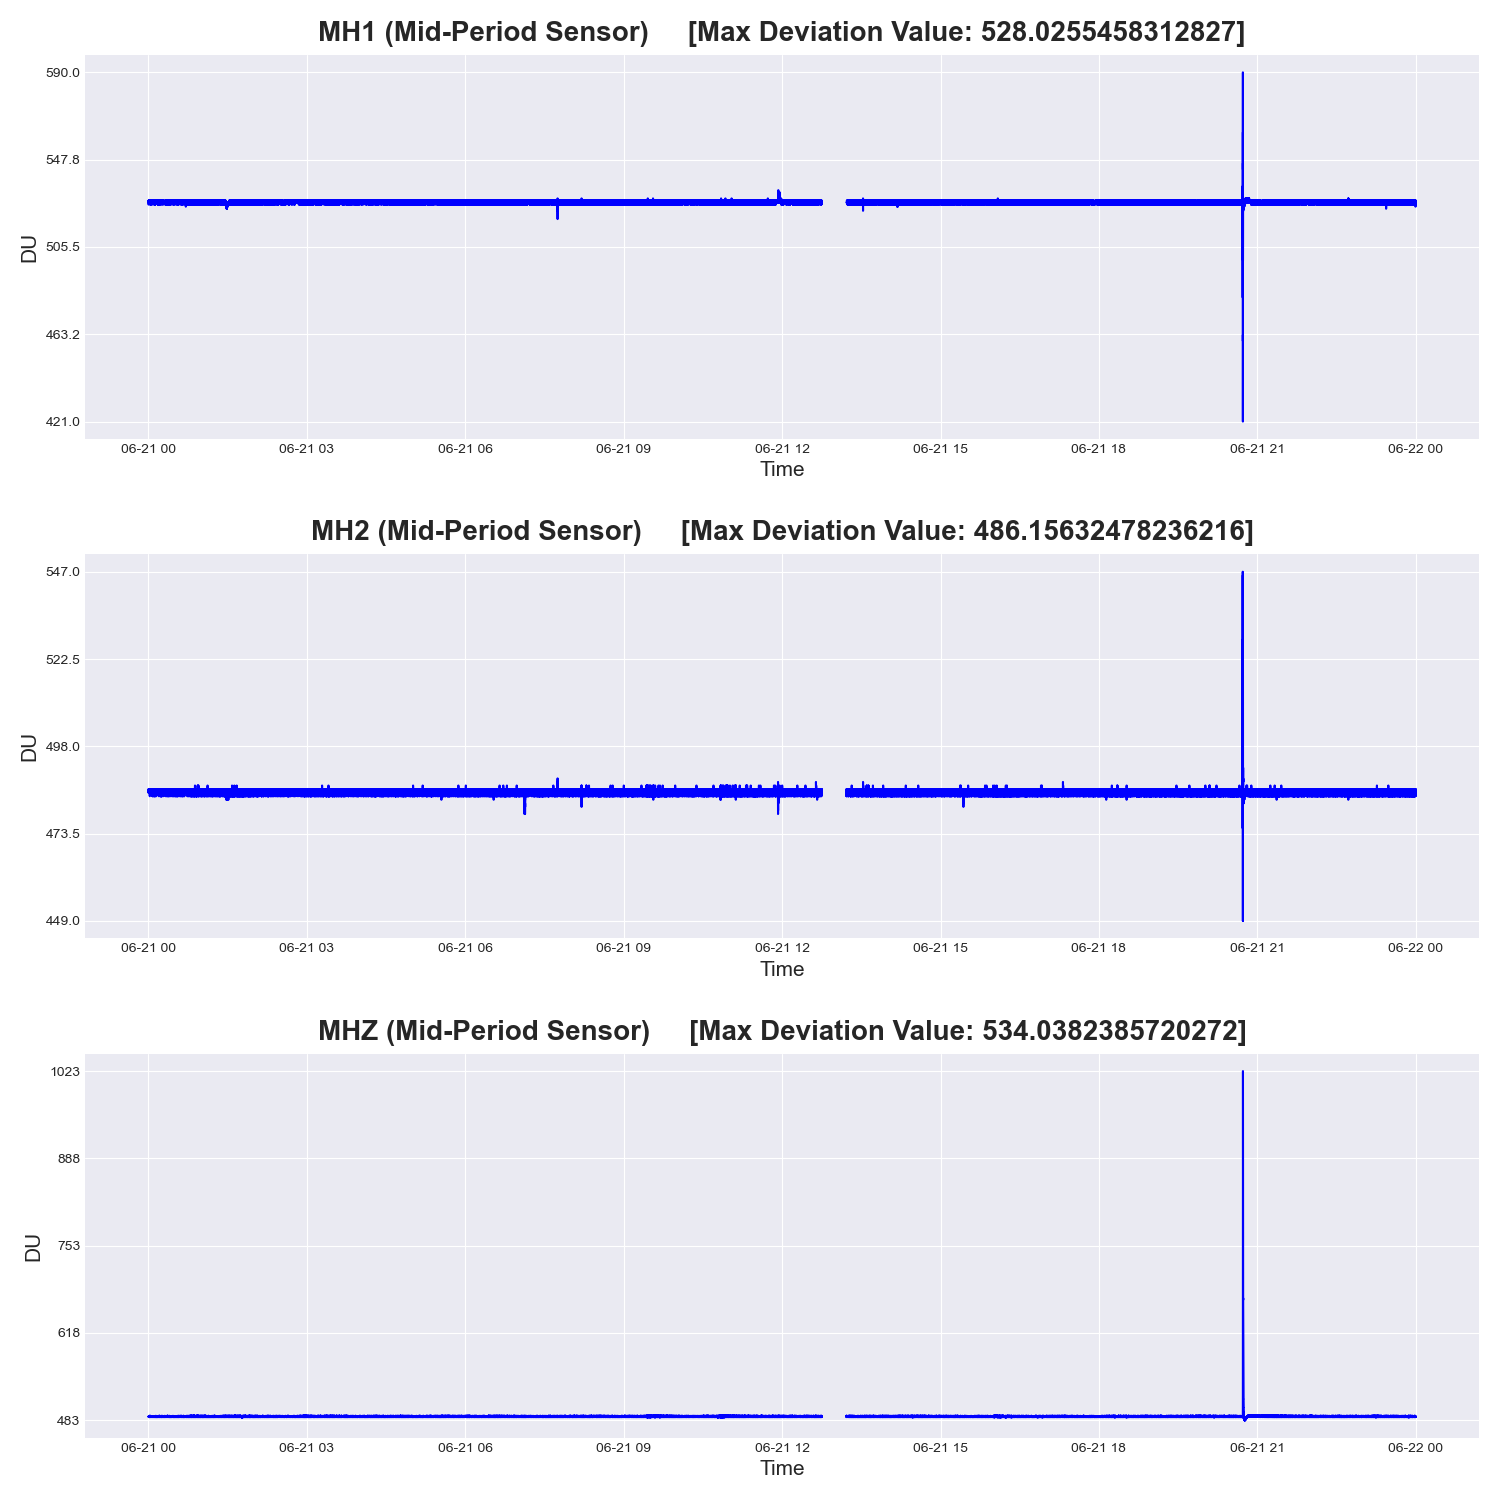 MH1 (Mid-Period Sensor) [Max Deviation Value: 528.0255458312827]
590.0
547.8
505.5
463.2
421.0
DU
06-21 00 06-21 03 06-21 06 06-21 09 06-21 12 06-21 15 06-21 18 06-21 21 06-22 00
Time
MH2 (Mid-Period Sensor) [Max Deviation Value: 486.15632478236216]
547.0
522.5
498.0
473.5
449.0
DU
06-21 00 06-21 03 06-21 06 06-21 09 06-21 12 06-21 15 06-21 18 06-21 21 06-22 00
Time
MHZ (Mid-Period Sensor) [Max Deviation Value: 534.0382385720272]
1023
888
753
618
483
DU
06-21 00 06-21 03 06-21 06 06-21 09 06-21 12 06-21 15 06-21 18 06-21 21 06-22 00
Time